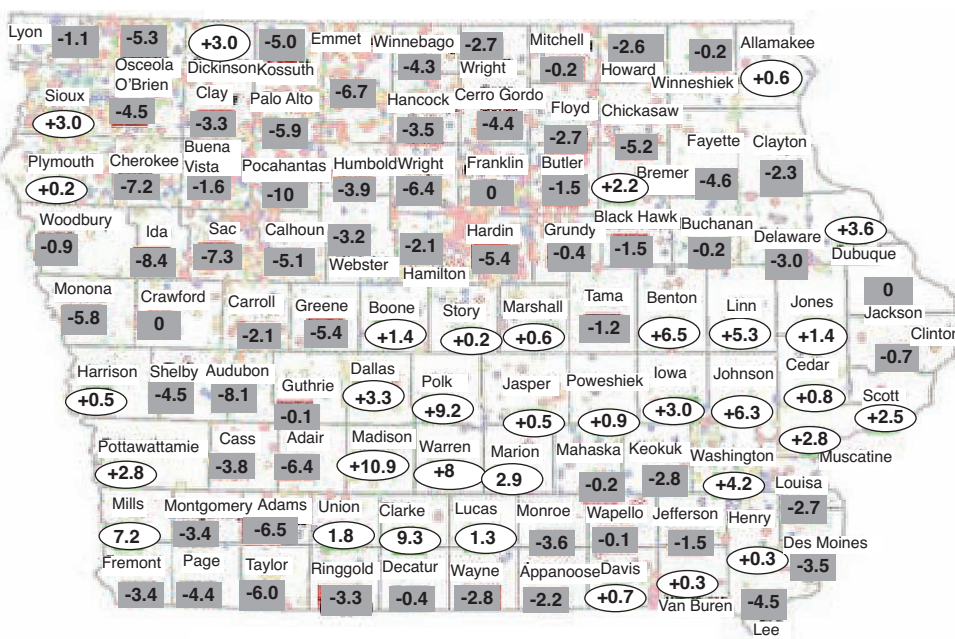 Lyon -1.1 -5.3 +3.0 -5.0 Emmet Winnebago -2.7 Mitchell -2.6 -0.2 Allamakee
Osceola Dickinson Kossuth -4.3 Wright -0.2 Howard Winneshiek +0.6
Sioux O'Brien Clay Palo Alto -6.7 Hancock Cerro Gordo Floyd Chickasaw
+3.0 -4.5 -3.3 -5.9 -3.5 -4.4 -2.7 -5.2
Plymouth Cherokee Buena Vista Pocahantas Humbold Wright Franklin Butler Bremer Fayette Clayton
+0.2 -7.2 -1.6 -10 -3.9 -6.4 0 -1.5 +2.2 -4.6 -2.3
Woodbury Ida Sac Calhoun -3.2 -2.1 Hardin Grundy Black Hawk Buchanan Delaware +3.6
-0.9 -8.4 -7.3 -5.1 Webster Hamilton -5.4 -0.4 -1.5 -0.2 -3.0 Dubuque
Monona Crawford Carroll Greene Boone Story Marshall Tama Benton Linn Jones 0
-5.8 0 -2.1 -5.4 +1.4 +0.2 +0.6 -1.2 +6.5 +5.3 +1.4 Jackson
Clinton
-0.7
Harrison Shelby Audubon Guthrie Dallas Polk Jasper Poweshiek Iowa Johnson Cedar Scott
+0.5 -4.5 -8.1 -0.1 +3.3 +9.2 +0.5 +0.9 +3.0 +6.3 +0.8 +2.5
Pottawattamie Cass Adair Madison Warren Marion Mahaska Keokuk Washington +2.8 Muscatine
+2.8 -3.8 -6.4 +10.9 +8 2.9 -0.2 -2.8 +4.2 Louisa
-2.7
Mills Montgomery Adams Union Clarke Lucas Monroe Wapello Jefferson Henry Des Moines
7.2 -3.4 -6.5 1.8 9.3 1.3 -3.6 -0.1 -1.5 +0.3 -3.5
Fremont Page Taylor Ringgold Decatur Wayne Appanoose Davis +0.3
-3.4 -4.4 -6.0 -3.3 -0.4 -2.8 -2.2 +0.7 Van Buren -4.5
Lee